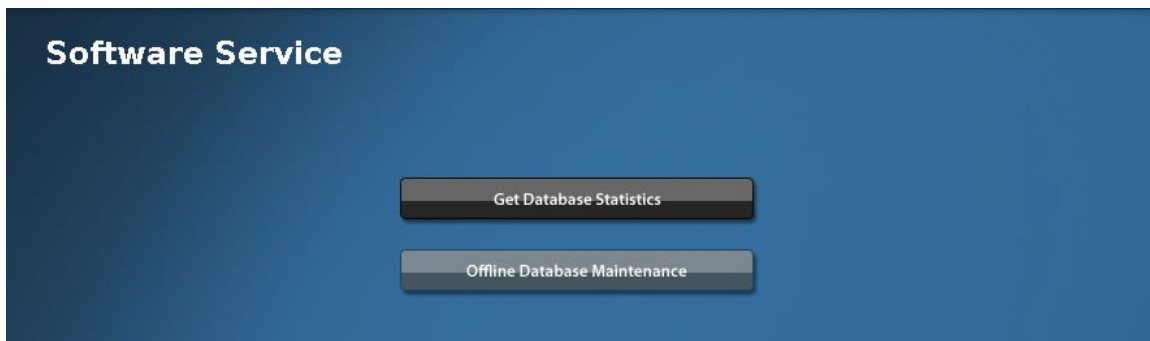 Software Service
Get Database Statistics
Offline Database Maintenance